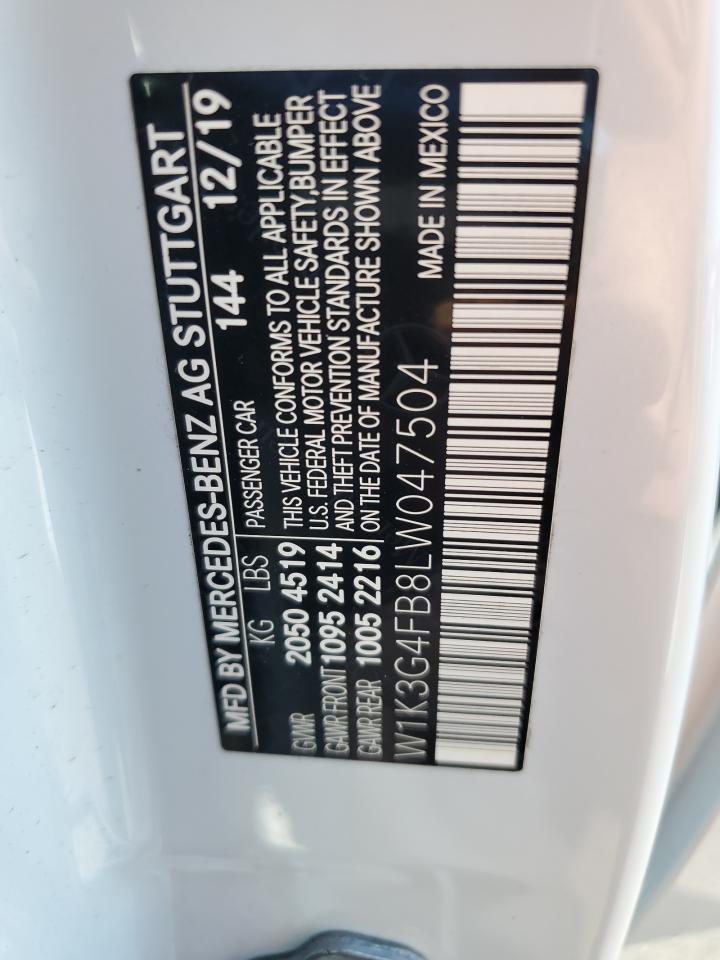 MFD BY MERCEDES-BENZ AG STUTTGART
144 12/19
KG LBS PASSENGER CAR
GVWR 2050 4519 THIS VEHICLE CONFORMS TO ALL APPLICABLE
U.S. FEDERAL MOTOR VEHICLE SAFETY,BUMPER
GAWR FRONT 1095 2414 AND THEFT PREVENTION STANDARDS IN EFFECT
GAWR REAR 1005 2216 ON THE DATE OF MANUFACTURE SHOWN ABOVE
W1K3G4FB8LW047504 MADE IN MEXICO